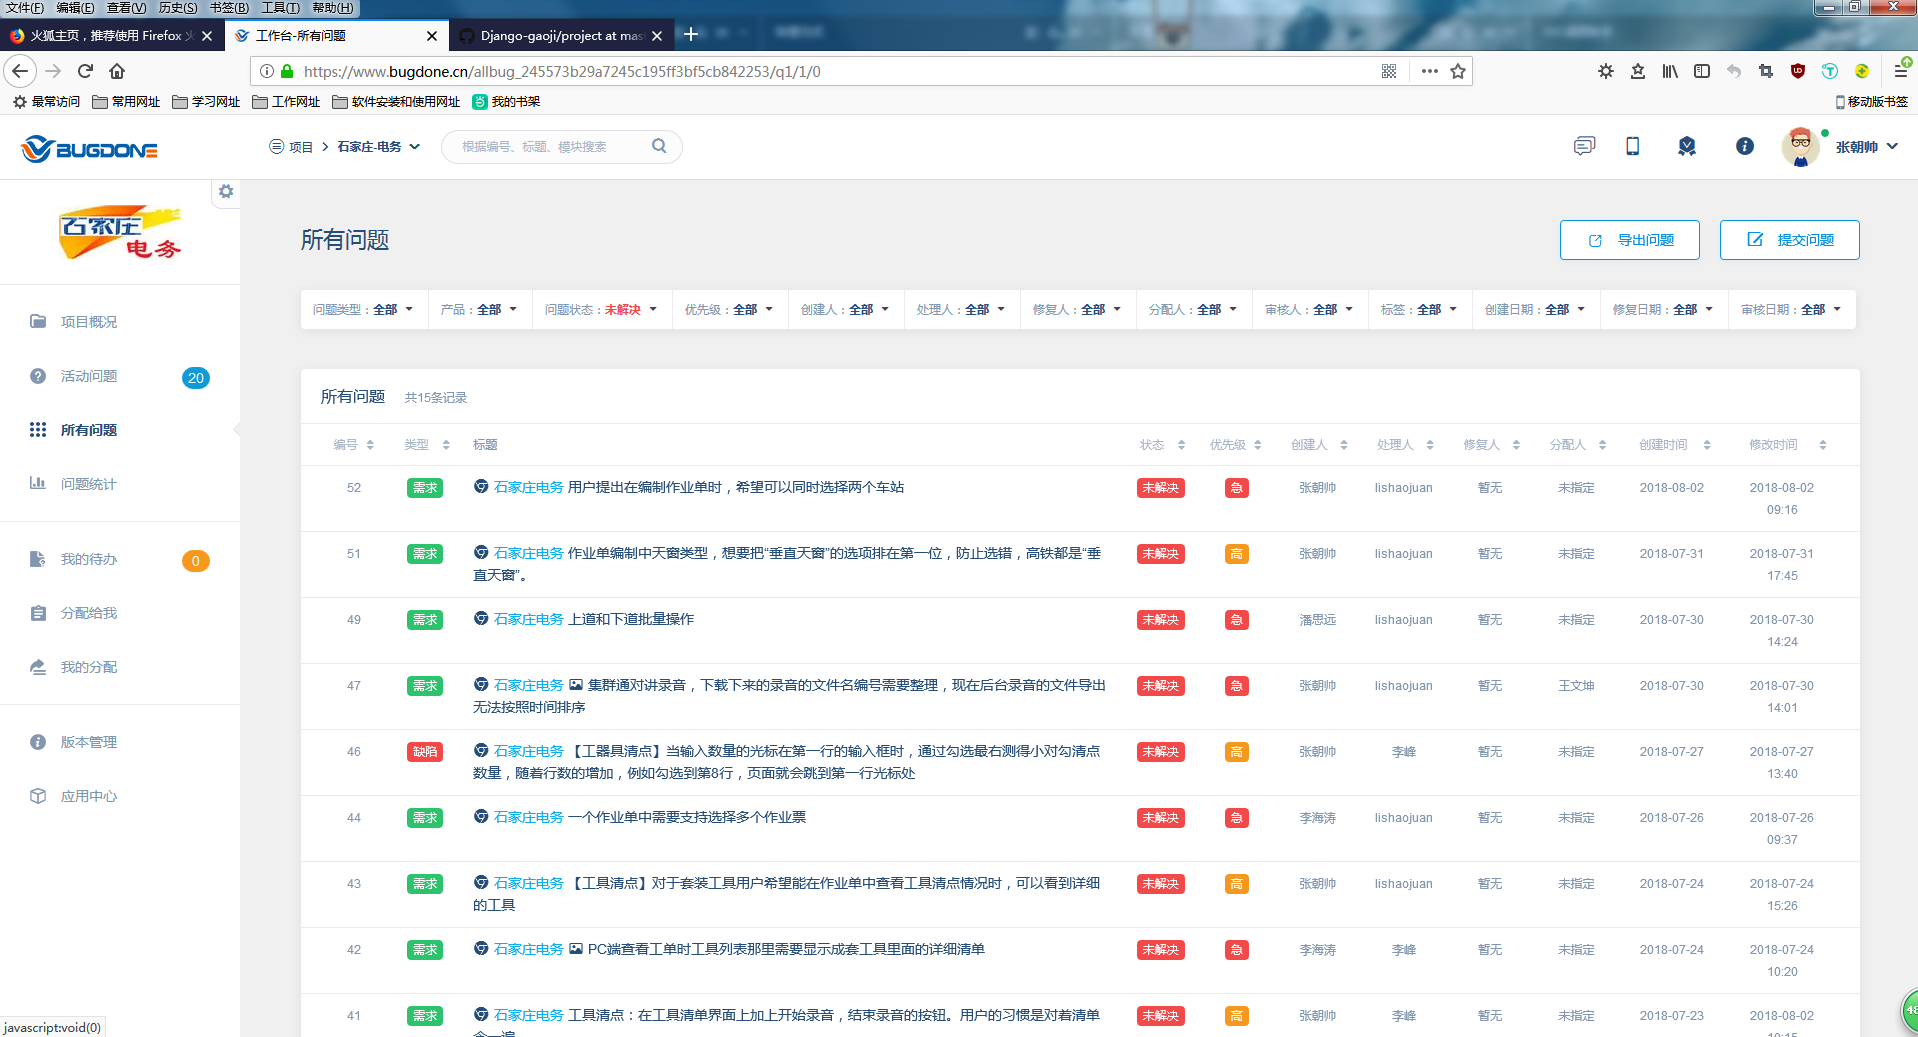 文件(F) 编辑(E) 查看(V) 历史(S) 书签(B) 工具(T) 帮助(H)
火狐主页，推荐使用 Firefox
工作台-所有问题
Django-gaoji/project at mas
https://www.bugdone.cn/allbug_245573b29a7245c195ff3bf5cb842253/q1/1/0
最常访问 常用网址 学习网址 工作网址 软件安装和使用网址 我的书架 移动版书签
BUGDONE
项目 石家庄-电务 根据编号、标题、模块搜索 张朝帅
石家庄
电务
所有问题
导出问题 提交问题
问题类型：全部 产品：全部 问题状态：未解决 优先级：全部 创建人：全部 处理人：全部 修复人：全部 分配人：全部 审核人：全部 标签：全部 创建日期：全部 修复日期：全部 审核日期：全部
项目概况
活动问题 20
所有问题
问题统计
我的待办 0
分配给我
我的分配
版本管理
应用中心
所有问题 共15条记录
编号 类型 标题 状态 优先级 创建人 处理人 修复人 分配人 创建时间 修改时间
52 需求 石家庄电务 用户提出在编制作业单时，希望可以同时选择两个车站 未解决 急 张朝帅 lishaojuan 暂无 未指定 2018-08-02 2018-08-02
09:16
51 需求 石家庄电务 作业单编制中天窗类型，想要把“垂直天窗”的选项排在第一位，防止选错，高铁都是“垂 未解决 高 张朝帅 lishaojuan 暂无 未指定 2018-07-31 2018-07-31
直天窗”。 17:45
49 需求 石家庄电务 上道和下道批量操作 未解决 急 潘思远 lishaojuan 暂无 未指定 2018-07-30 2018-07-30
14:24
47 需求 石家庄电务 集群通对讲录音，下载下来的录音的文件名编号需要整理，现在后台录音的文件导出 未解决 急 张朝帅 lishaojuan 暂无 王文坤 2018-07-30 2018-07-30
无法按照时间排序 14:01
46 缺陷 石家庄电务 【工器具清点】当输入数量的光标在第一行的输入框时，通过勾选最右测得小对勾清点 未解决 高 张朝帅 李峰 暂无 未指定 2018-07-27 2018-07-27
数量，随着行数的增加，例如勾选到第8行，页面就会跳到第一行光标处 13:40
44 需求 石家庄电务 一个作业单中需要支持选择多个作业票 未解决 急 李海涛 lishaojuan 暂无 未指定 2018-07-26 2018-07-26
09:37
43 需求 石家庄电务 【工具清点】对于套装工具用户希望能在作业单中查看工具清点情况时，可以看到详细 未解决 高 张朝帅 lishaojuan 暂无 未指定 2018-07-24 2018-07-24
的工具 15:26
42 需求 石家庄电务 PC端查看工单时工具列表那里需要显示成套工具里面的详细清单 未解决 急 李海涛 李峰 暂无 未指定 2018-07-24 2018-07-24
10:20
41 需求 石家庄电务 工具清点：在工具清单界面上加上开始录音，结束录音的按钮。用户的习惯是对着清单 未解决 高 张朝帅 李峰 暂无 未指定 2018-07-23 2018-08-02
javascript:void(0)
48